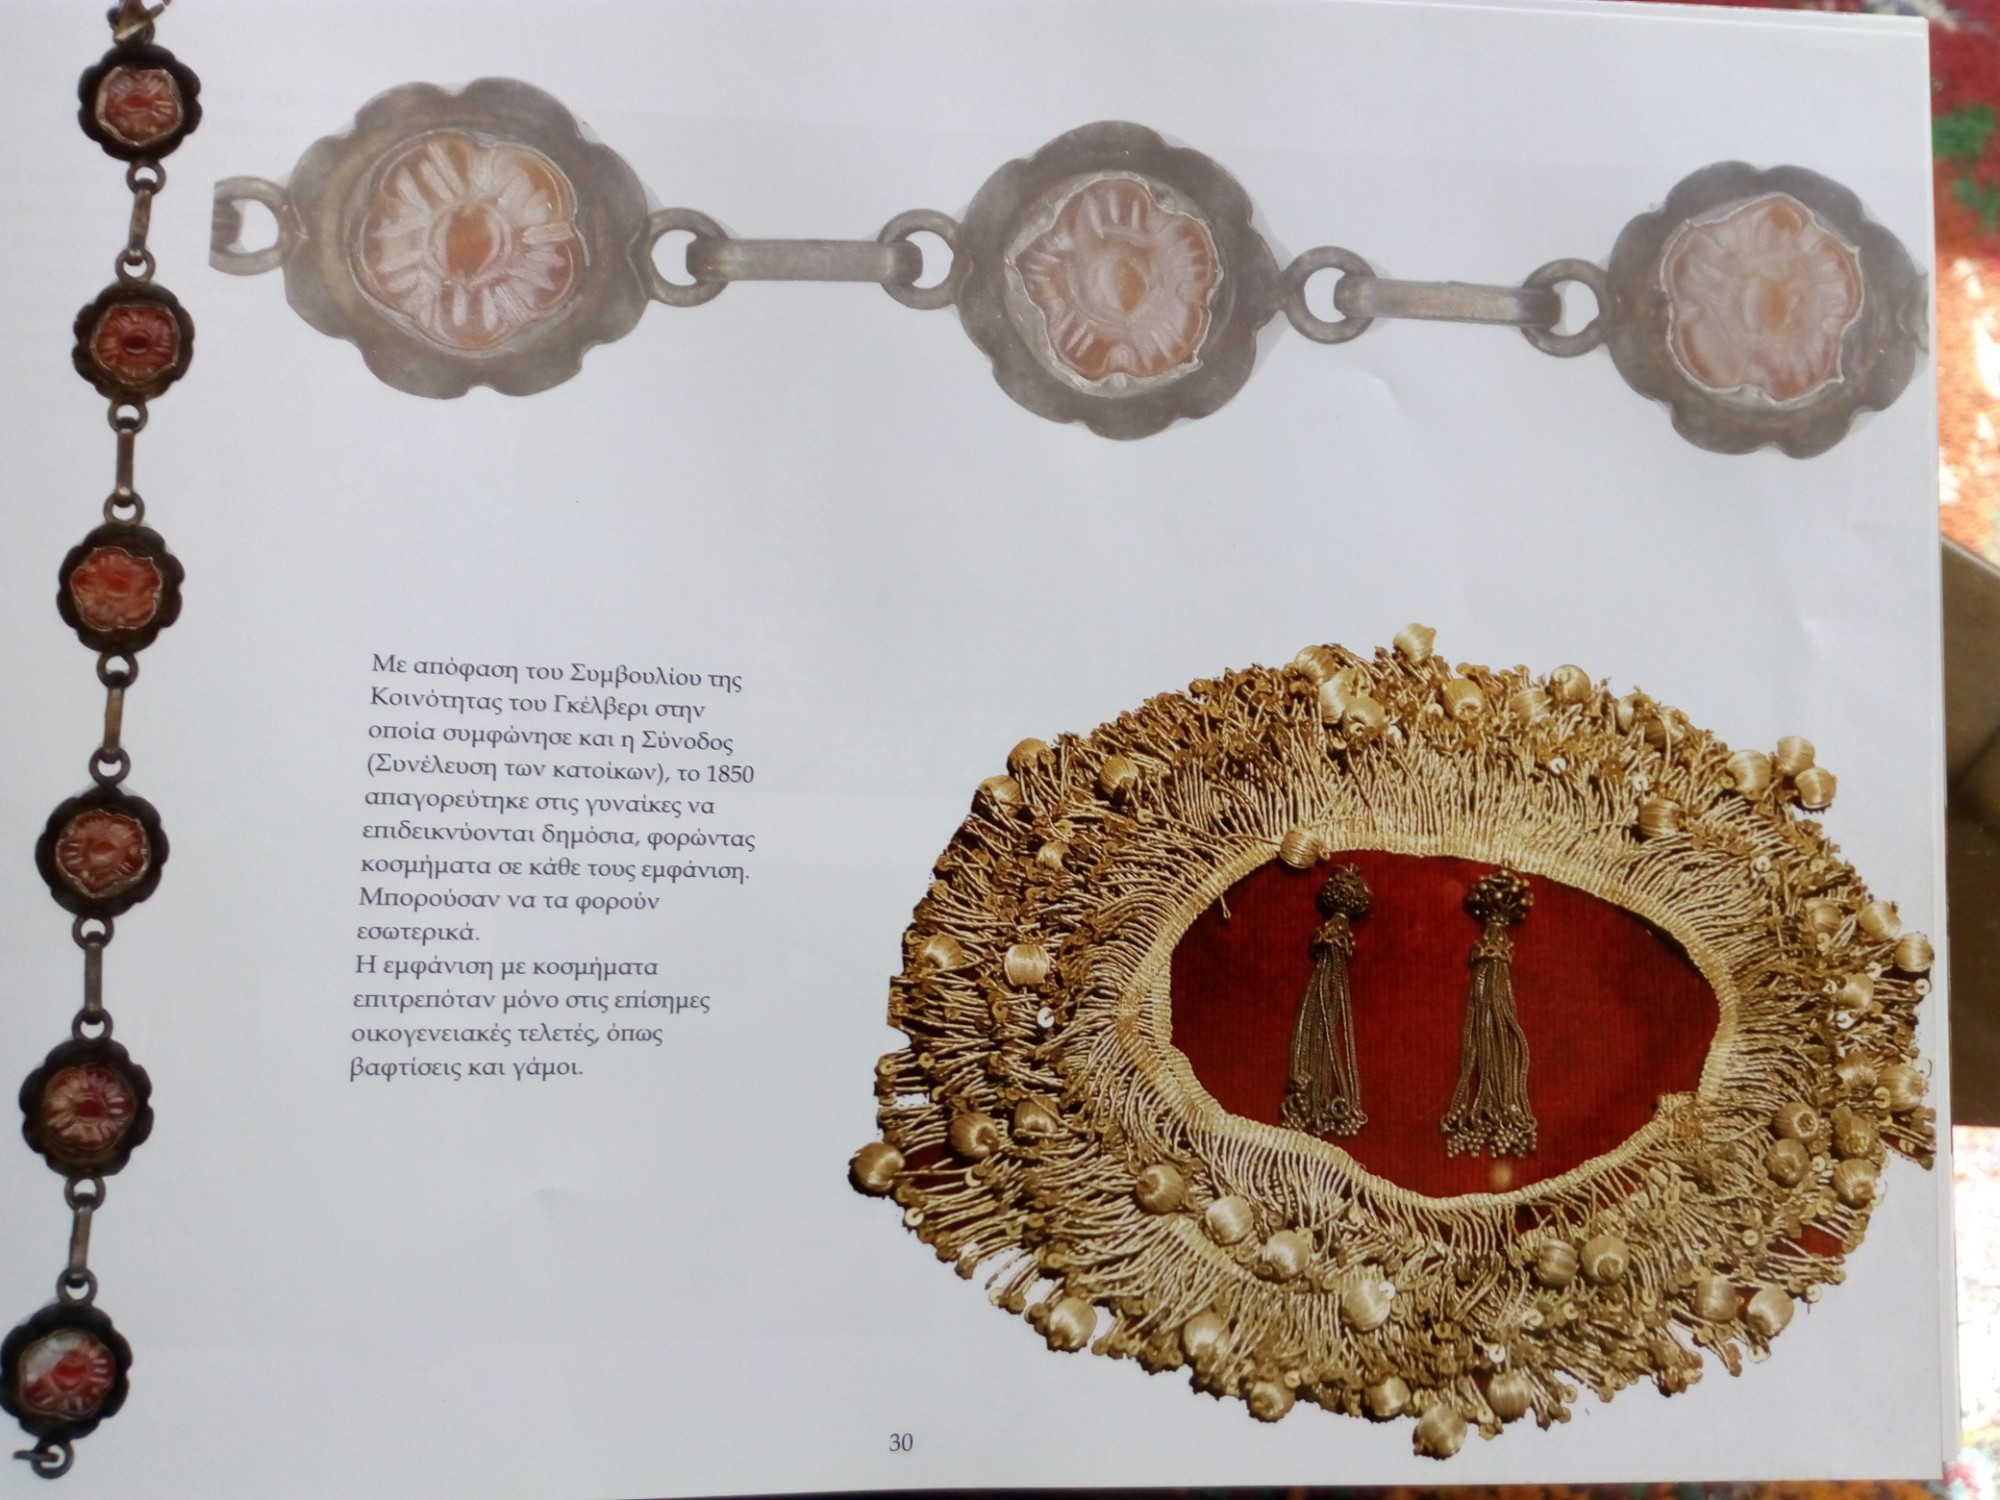 Με απόφαση του Συμβουλίου της
Κοινότητας του Γκέλβερι στην
οποία συμφώνησε και η Σύνοδος
(Συνέλευση των κατοίκων), το 1850
απαγορεύτηκε στις γυναίκες να
επιδεικνύονται δημόσια, φορώντας
κοσμήματα σε κάθε τους εμφάνιση.
Μπορούσαν να τα φορούν
εσωτερικά.
Η εμφάνιση με κοσμήματα
επιτρεπόταν μόνο στις επίσημες
οικογενειακές τελετές, όπως
βαφτίσεις και γάμοι.
30